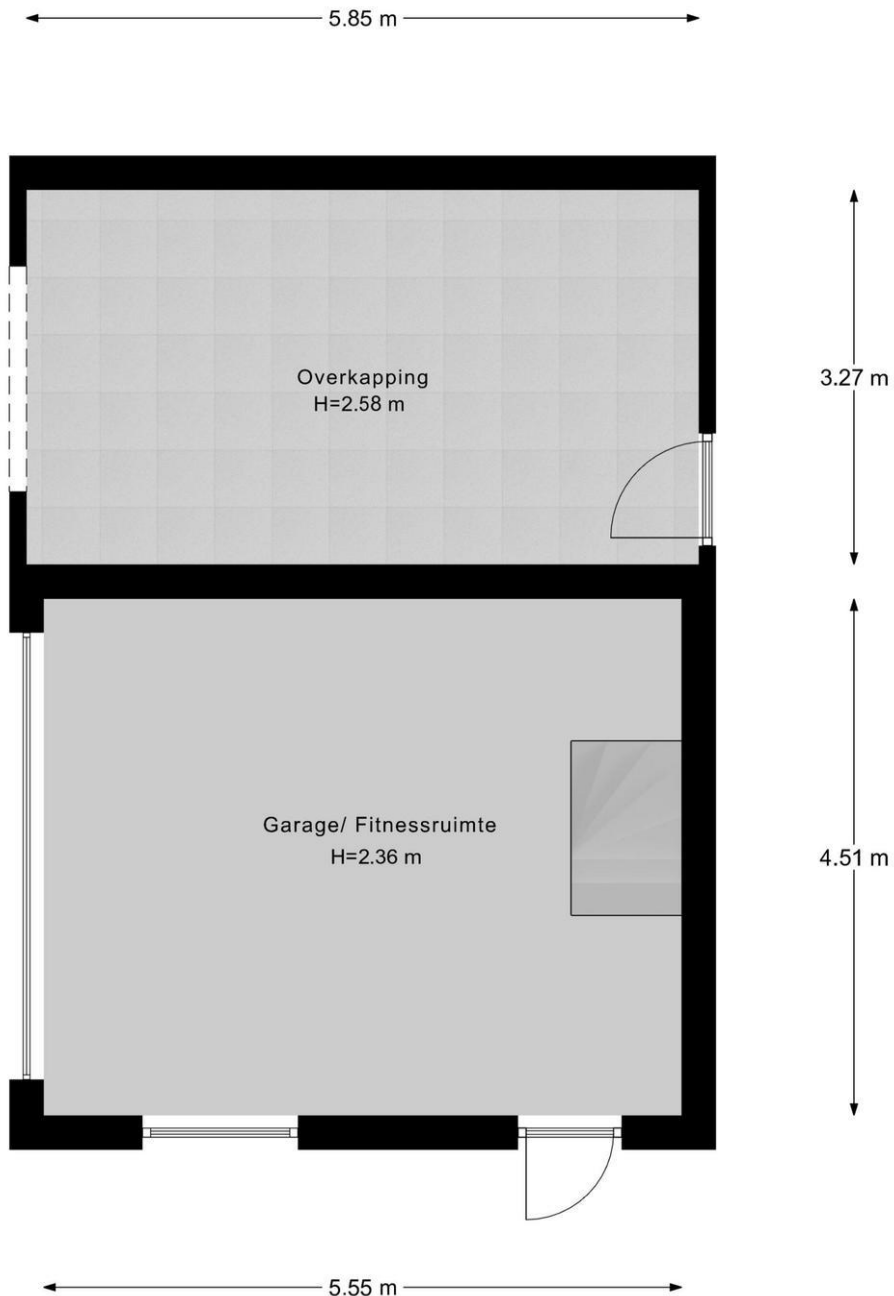 5.85 m
Overkapping
H=2.58 m
3.27 m
Garage/ Fitnessruimte
H=2.36 m
4.51 m
5.55 m